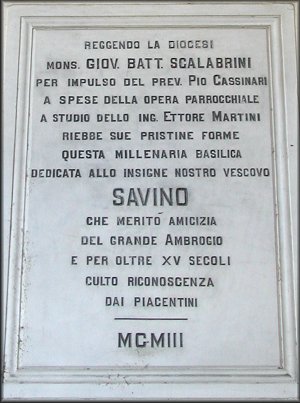 REGGENDO LA DIOCESI
MONS. GIOV. BATT. SCALABRINI
PER IMPULSO DEL PREV. PIO CASSINARI
A SPESE DELLA OPERA PARROCCHIALE
A STUDIO DELLO ING. ETTORE MARTINI
RIEBBE SUE PRISTINE FORME
QUESTA MILLENARIA BASILICA
DEDICATA ALLO INSIGNE NOSTRO VESCOVO
SAVINO
CHE MERITÒ AMICIZIA
DEL GRANDE AMBROGIO
E PER OLTRE XV SECOLI
CULTO RICONOSCENZA
DAI PIACENTINI
MCMIII